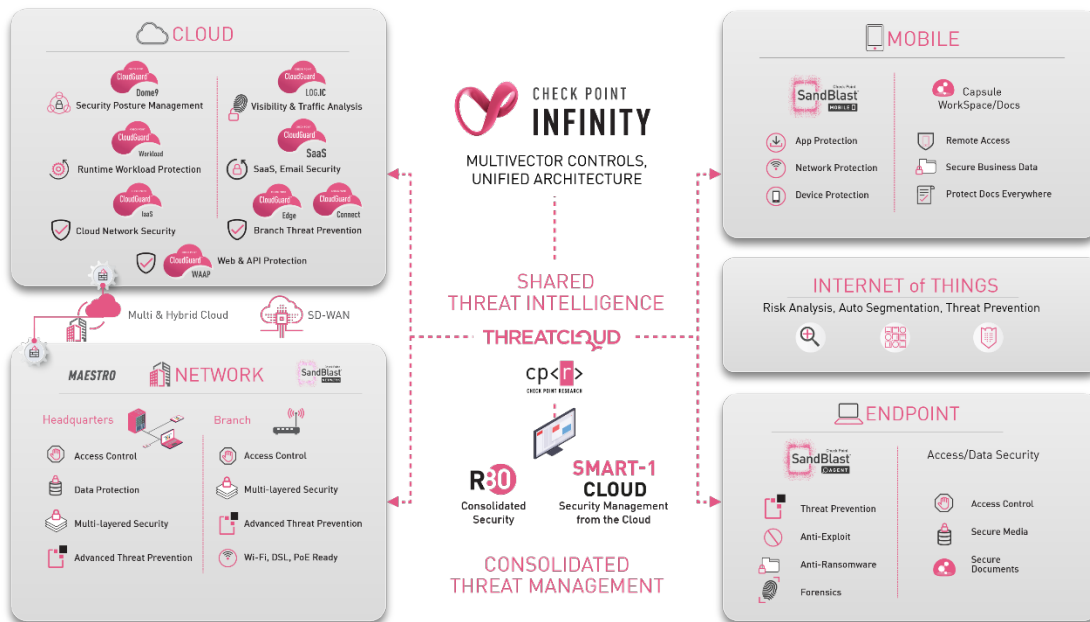 CLOUD
CloudGuard
Dome9
Security Posture Management
CloudGuard
LOG.IC
Visibility & Traffic Analysis
CloudGuard
Workload
Runtime Workload Protection
CloudGuard
SaaS
SaaS, Email Security
CloudGuard
IaaS
Cloud Network Security
CloudGuard
Edge
CloudGuard
Connect
Branch Threat Prevention
CloudGuard
WAAP
Web & API Protection
Multi & Hybrid Cloud
SD-WAN
MAESTRO
NETWORK
SandBlast
Headquarters
Access Control
Data Protection
Multi-layered Security
Advanced Threat Prevention
Branch
Access Control
Multi-layered Security
Advanced Threat Prevention
Wi-Fi, DSL, PoE Ready
CHECK POINT
INFINITY
MULTIVECTOR CONTROLS,
UNIFIED ARCHITECTURE
SHARED
THREAT INTELLIGENCE
THREATCLOUD
cp<r>
CHECK POINT RESEARCH
R80
Consolidated
Security
SMART-1
CLOUD
Security Management
from the Cloud
CONSOLIDATED
THREAT MANAGEMENT
MOBILE
Check Point
SandBlast
MOBILE
App Protection
Network Protection
Device Protection
Capsule
WorkSpace/Docs
Remote Access
Secure Business Data
Protect Docs Everywhere
INTERNET of THINGS
Risk Analysis, Auto Segmentation, Threat Prevention
ENDPOINT
Check Point
SandBlast
AGENT
Threat Prevention
Anti-Exploit
Anti-Ransomware
Forensics
Access/Data Security
Access Control
Secure Media
Secure
Documents